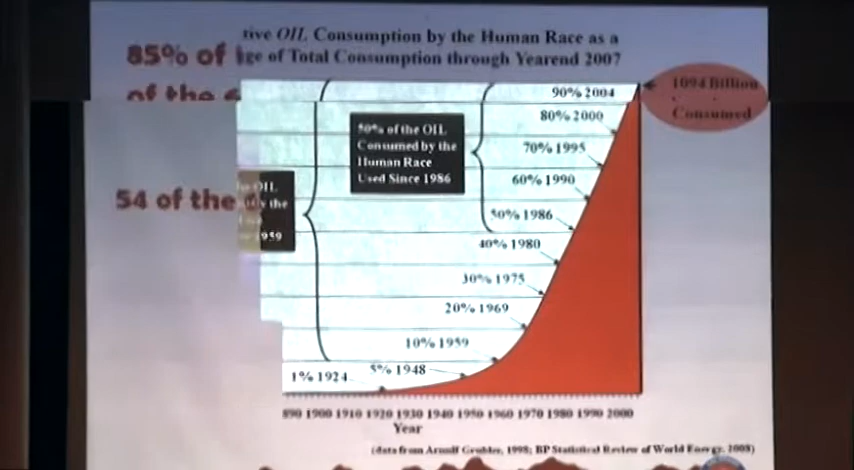 tive OIL Consumption by the Human Race as a
ge of Total Consumption through Yearend 2007
85% of
of the
54 of the
1094 Billion
Consumed
90% 2004
80% 2000
70% 1995
60% 1990
50% 1986
40% 1980
30% 1975
20% 1969
10% 1959
5% 1948
1% 1924
50% of the OIL
Consumed by the
Human Race
Used Since 1986
OIL
the
1959
890 1900 1910 1920 1930 1940 1950 1960 1970 1980 1990 2000
Year
(data from Arnulf Grubler, 1998; BP Statistical Review of World Energy, 2008)